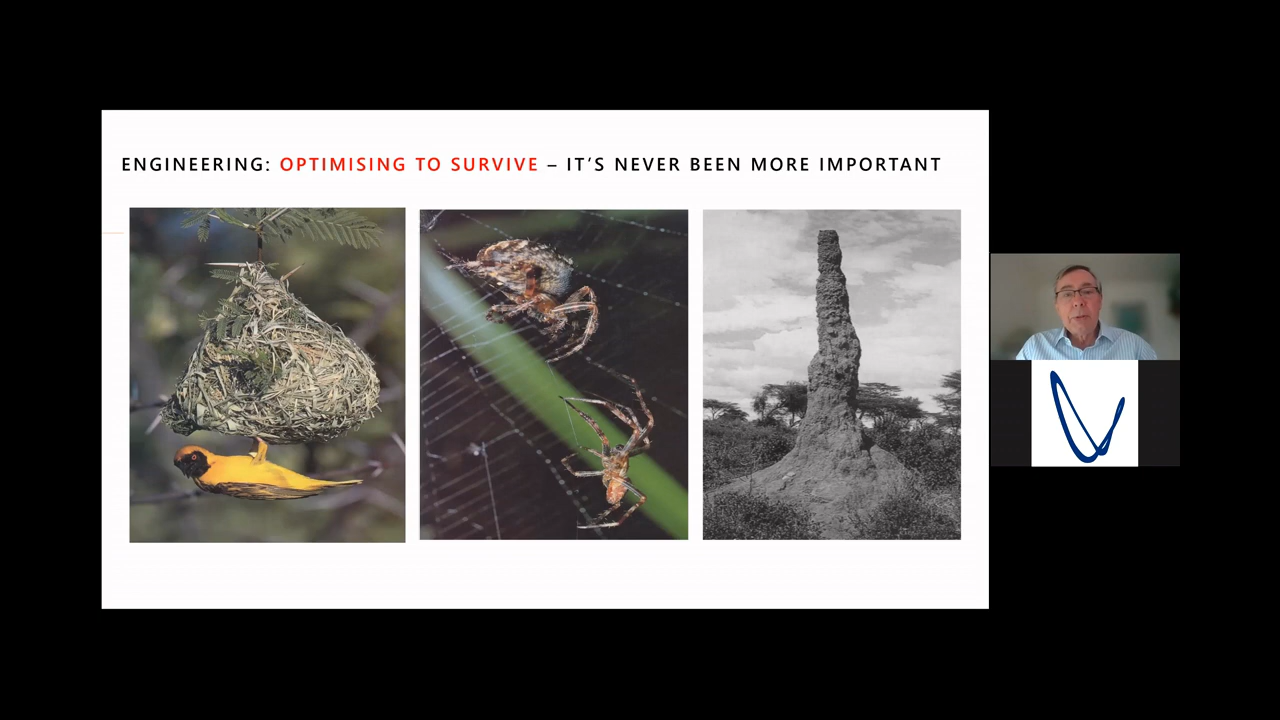 ENGINEERING: OPTIMISING TO SURVIVE – IT'S NEVER BEEN MORE IMPORTANT